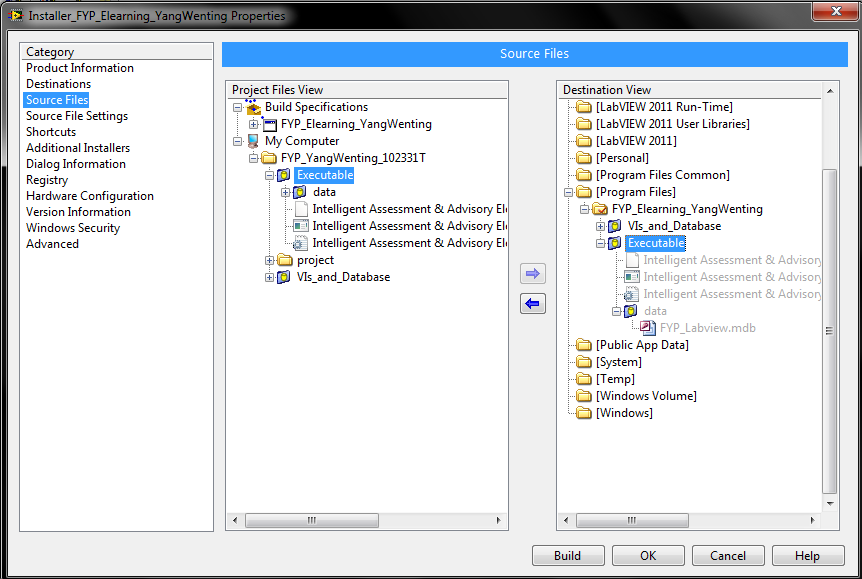 Installer_FYP_Elearning_YangWenting Properties
Category
Product Information
Destinations
Source Files
Source File Settings
Shortcuts
Additional Installers
Dialog Information
Registry
Hardware Configuration
Version Information
Windows Security
Advanced
Source Files
Project Files View
Build Specifications
FYP_Elearning_YangWenting
My Computer
FYP_YangWenting_102331T
Executable
data
Intelligent Assessment & Advisory Ele
Intelligent Assessment & Advisory Ele
Intelligent Assessment & Advisory Ele
project
VIs_and_Database
Destination View
[LabVIEW 2011 Run-Time]
[LabVIEW 2011 User Libraries]
[LabVIEW 2011]
[Personal]
[Program Files Common]
[Program Files]
FYP_Elearning_YangWenting
VIs_and_Database
Executable
Intelligent Assessment & Advisory
Intelligent Assessment & Advisory
Intelligent Assessment & Advisory
data
FYP_Labview.mdb
[Public App Data]
[System]
[Temp]
[Windows Volume]
[Windows]
Build
OK
Cancel
Help